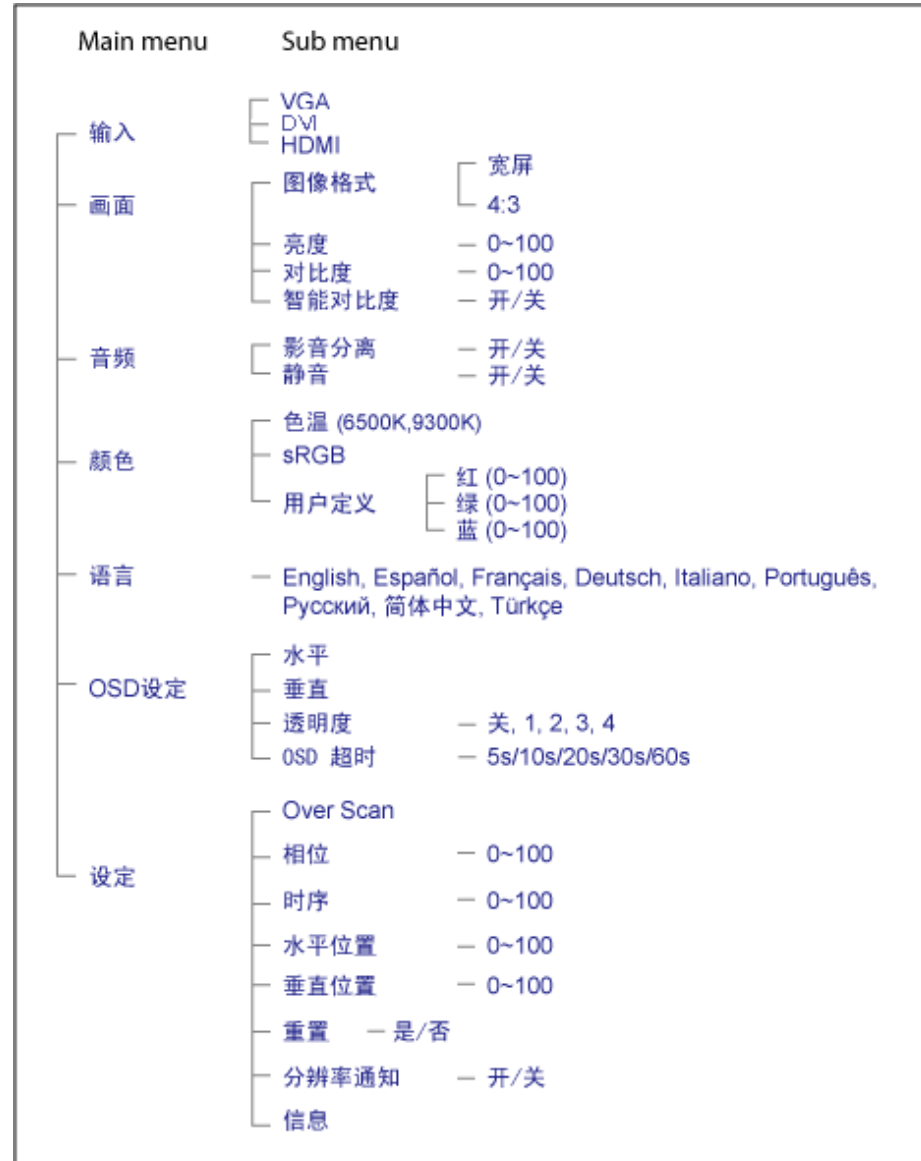 Main menu Sub menu
VGA
输入 DVI
HDMI
宽屏
图像格式
画面 4:3
亮度 0~100
对比度 0~100
智能对比度 开/关
影音分离 开/关
音频
静音 开/关
色温 (6500K,9300K)
颜色 sRGB
红 (0~100)
用户定义 绿 (0~100)
蓝 (0~100)
语言 English, Español, Français, Deutsch, Italiano, Português,
Русский, 简体中文, Türkçe
水平
OSD设定 垂直
透明度 关, 1, 2, 3, 4
OSD 超时 5s/10s/20s/30s/60s
Over Scan
相位 0~100
设定
时序 0~100
水平位置 0~100
垂直位置 0~100
重置 是/否
分辨率通知 开/关
信息